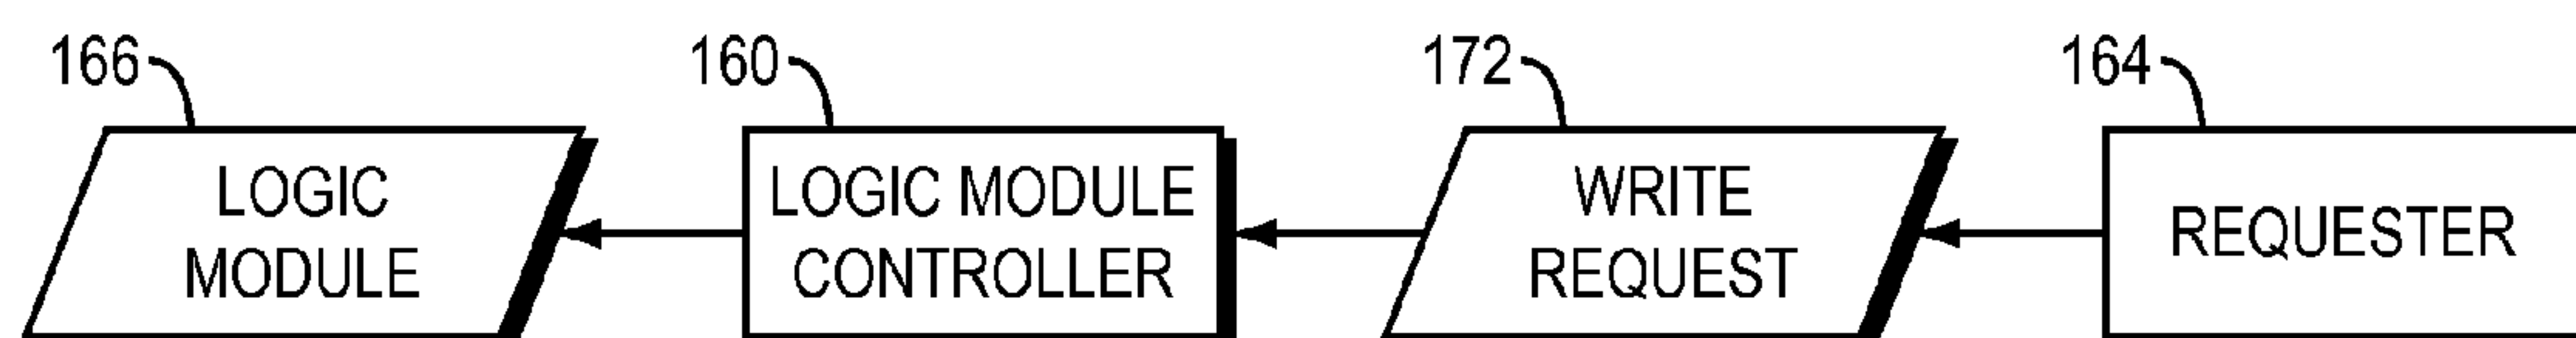 166 160 172 164
LOGIC MODULE
LOGIC MODULE CONTROLLER
WRITE REQUEST
REQUESTER